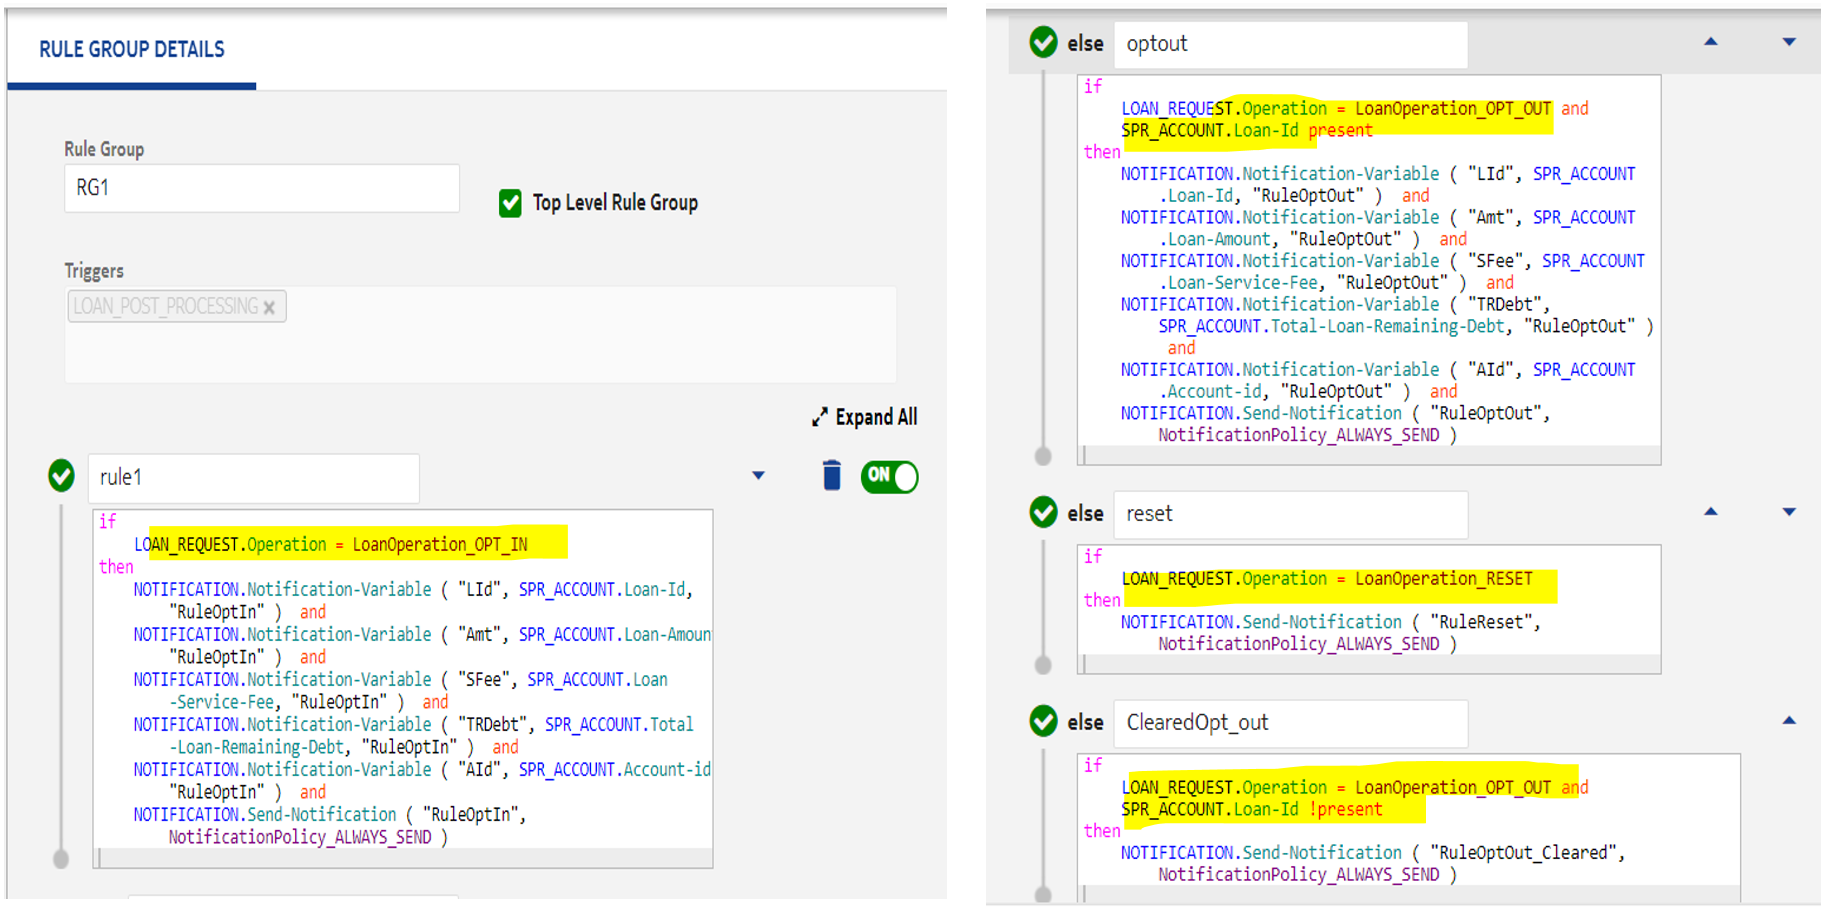 RULE GROUP DETAILS
Rule Group
RG1
Top Level Rule Group
Triggers
LOAN_POST_PROCESSING
Expand All
rule1
ON
if
LOAN_REQUEST.Operation = LoanOperation_OPT_IN
then
NOTIFICATION.Notification-Variable ( "LId", SPR_ACCOUNT.Loan-Id,
"RuleOptIn" ) and
NOTIFICATION.Notification-Variable ( "Amt", SPR_ACCOUNT.Loan-Amoun
"RuleOptIn" ) and
NOTIFICATION.Notification-Variable ( "SFee", SPR_ACCOUNT.Loan
-Service-Fee, "RuleOptIn" ) and
NOTIFICATION.Notification-Variable ( "TRDebt", SPR_ACCOUNT.Total
-Loan-Remaining-Debt, "RuleOptIn" ) and
NOTIFICATION.Notification-Variable ( "AId", SPR_ACCOUNT.Account-id
"RuleOptIn" ) and
NOTIFICATION.Send-Notification ( "RuleOptIn",
NotificationPolicy_ALWAYS_SEND )
else optout
if
LOAN_REQUEST.Operation = LoanOperation_OPT_OUT and
SPR_ACCOUNT.Loan-Id present
then
NOTIFICATION.Notification-Variable ( "LId", SPR_ACCOUNT
.Loan-Id, "RuleOptOut" ) and
NOTIFICATION.Notification-Variable ( "Amt", SPR_ACCOUNT
.Loan-Amount, "RuleOptOut" ) and
NOTIFICATION.Notification-Variable ( "SFee", SPR_ACCOUNT
.Loan-Service-Fee, "RuleOptOut" ) and
NOTIFICATION.Notification-Variable ( "TRDebt",
SPR_ACCOUNT.Total-Loan-Remaining-Debt, "RuleOptOut" )
and
NOTIFICATION.Notification-Variable ( "AId", SPR_ACCOUNT
.Account-id, "RuleOptOut" ) and
NOTIFICATION.Send-Notification ( "RuleOptOut",
NotificationPolicy_ALWAYS_SEND )
else reset
if
LOAN_REQUEST.Operation = LoanOperation_RESET
then
NOTIFICATION.Send-Notification ( "RuleReset",
NotificationPolicy_ALWAYS_SEND )
else ClearedOpt_out
if
LOAN_REQUEST.Operation = LoanOperation_OPT_OUT and
SPR_ACCOUNT.Loan-Id !present
then
NOTIFICATION.Send-Notification ( "RuleOptOut_Cleared",
NotificationPolicy_ALWAYS_SEND )